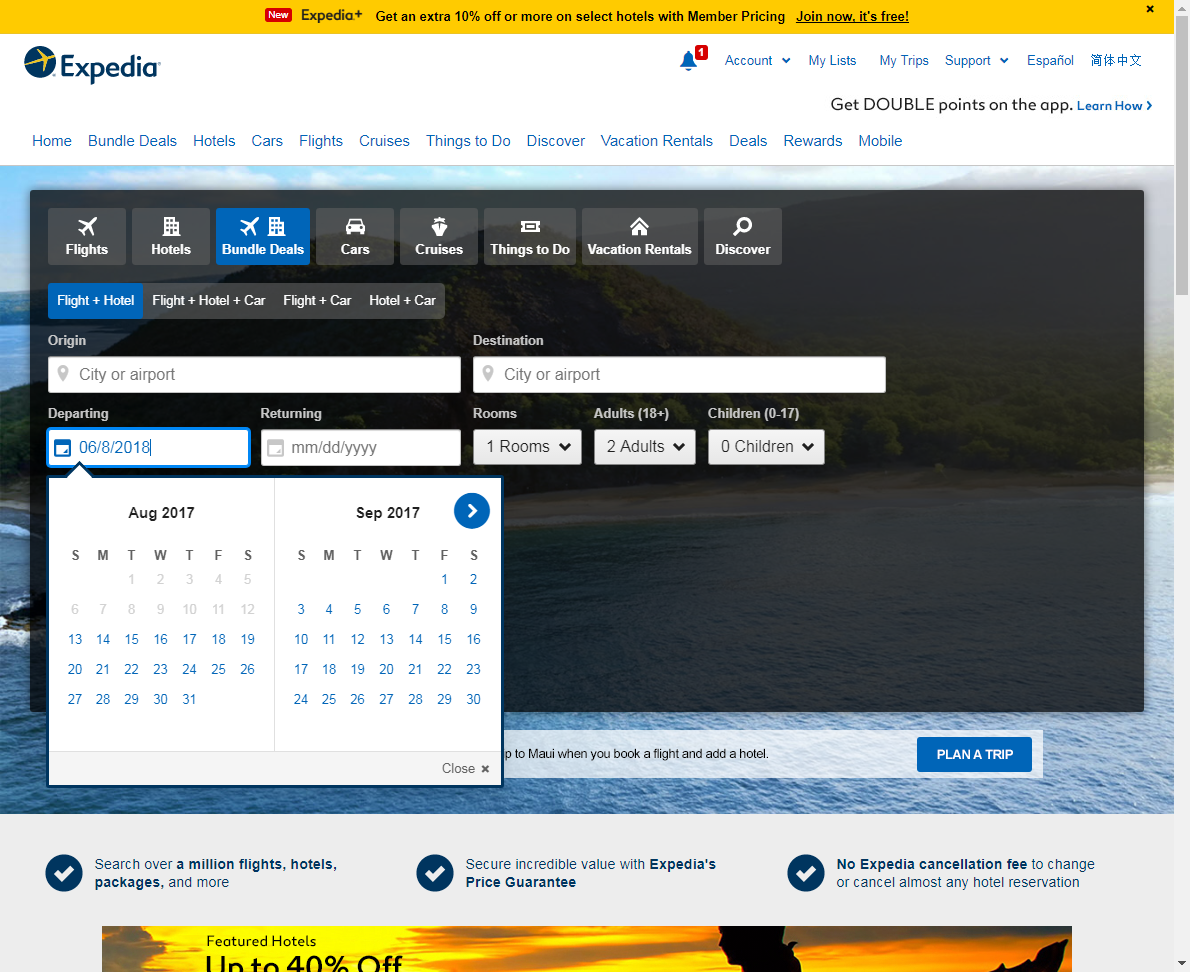 New Expedia+ Get an extra 10% off or more on select hotels with Member Pricing Join now, it's free! ×
Expedia
1 Account My Lists My Trips Support Español 简体中文
Get DOUBLE points on the app. Learn How ›
Home Bundle Deals Hotels Cars Flights Cruises Things to Do Discover Vacation Rentals Deals Rewards Mobile
Flights Hotels Bundle Deals Cars Cruises Things to Do Vacation Rentals Discover
Flight + Hotel Flight + Hotel + Car Flight + Car Hotel + Car
Origin Destination
City or airport City or airport
Departing Returning Rooms Adults (18+) Children (0-17)
06/8/2018 mm/dd/yyyy 1 Rooms 2 Adults 0 Children
Aug 2017 Sep 2017
S M T W T F S S M T W T F S
1 2 3 4 5 1 2
6 7 8 9 10 11 12 3 4 5 6 7 8 9
13 14 15 16 17 18 19 10 11 12 13 14 15 16
20 21 22 23 24 25 26 17 18 19 20 21 22 23
27 28 29 30 31 24 25 26 27 28 29 30
p to Maui when you book a flight and add a hotel. PLAN A TRIP
Close ×
Search over a million flights, hotels, packages, and more
Secure incredible value with Expedia's Price Guarantee
No Expedia cancellation fee to change or cancel almost any hotel reservation
Featured Hotels
Up to 40% Off